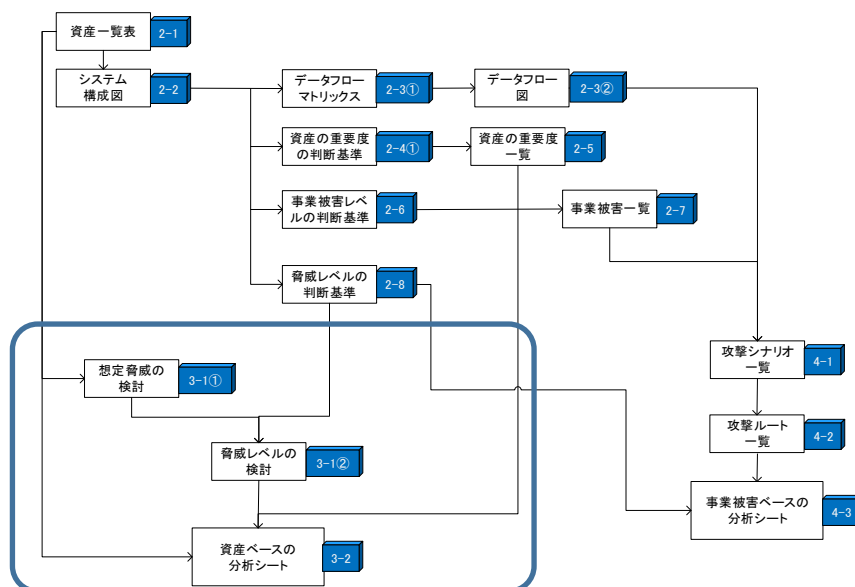 資産一覧表
2-1
システム
構成図
2-2
データフロー
マトリックス
2-3①
データフロー
図
2-3②
資産の重要度
の判断基準
2-4①
資産の重要度
一覧
2-5
事業被害レベ
ルの判断基準
2-6
事業被害一覧
2-7
脅威レベルの
判断基準
2-8
攻撃シナリオ
一覧
4-1
想定脅威の
検討
3-1①
攻撃ルート
一覧
4-2
脅威レベルの
検討
3-1②
事業被害ベースの
分析シート
4-3
資産ベースの
分析シート
3-2